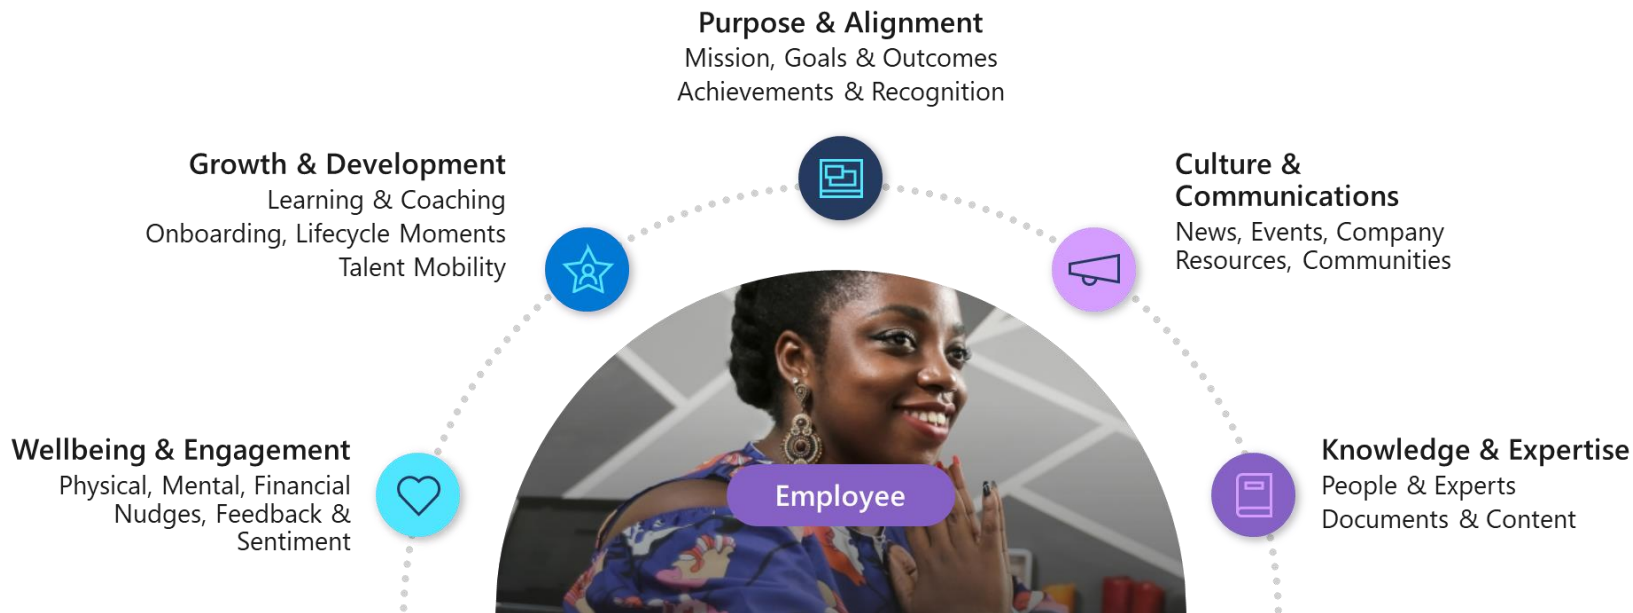 Purpose & Alignment
Mission, Goals & Outcomes
Achievements & Recognition
Growth & Development
Learning & Coaching
Onboarding, Lifecycle Moments
Talent Mobility
Culture &
Communications
News, Events, Company
Resources, Communities
Wellbeing & Engagement
Physical, Mental, Financial
Nudges, Feedback &
Sentiment
Employee
Knowledge & Expertise
People & Experts
Documents & Content